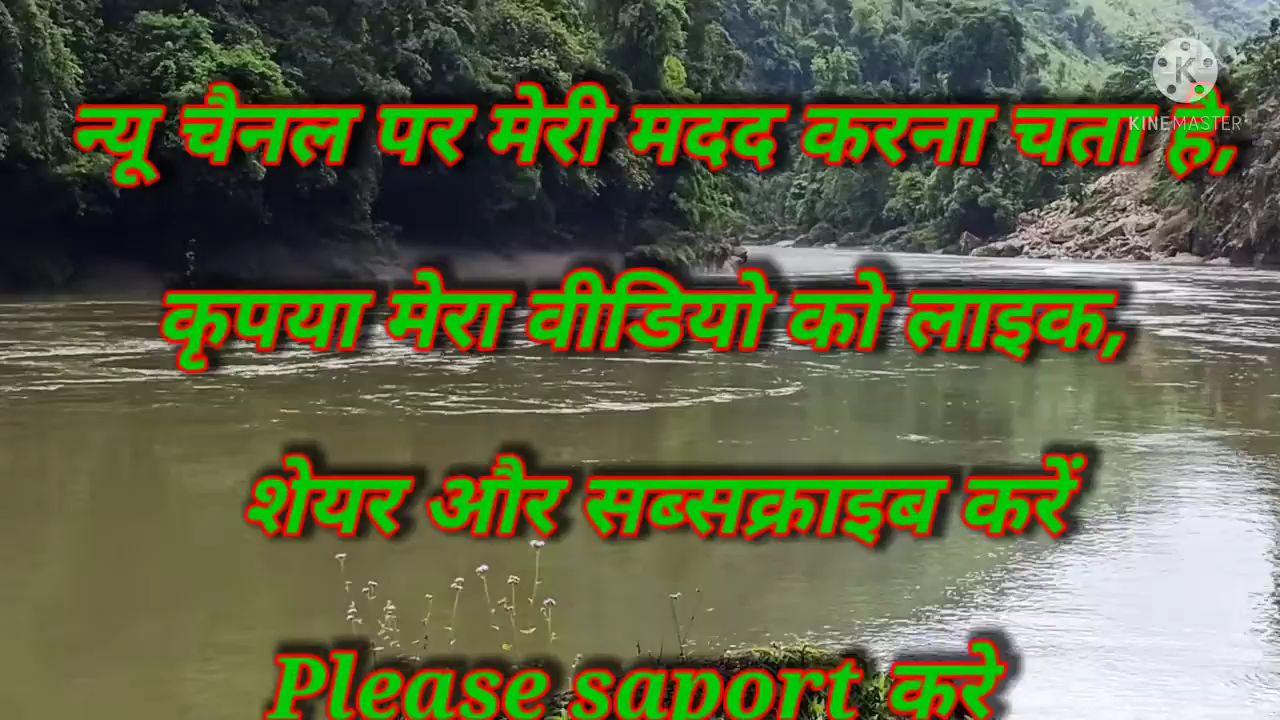 न्यू चैनल पर मेरी मदद करना चता है,
KINEMASTER
कृपया मेरा वीडियो को लाइक,
शेयर और सब्सक्राइब करें
Please saport करे